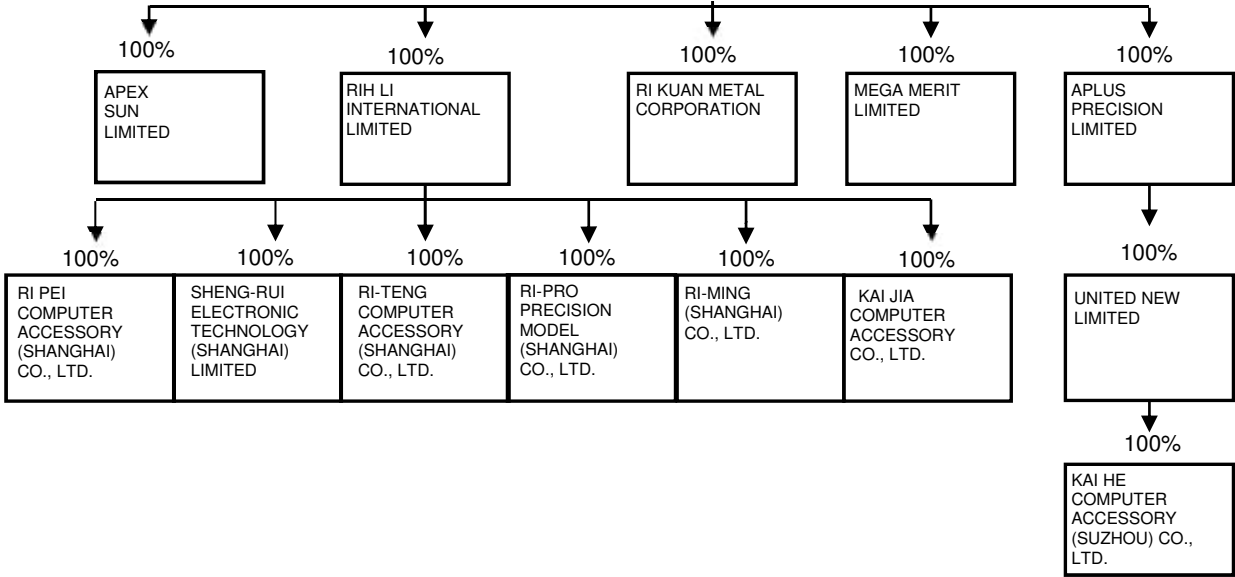 100%
100%
100%
100%
100%
APEX
SUN
LIMITED
RIH LI
INTERNATIONAL
LIMITED
RI KUAN METAL
CORPORATION
MEGA MERIT
LIMITED
APLUS
PRECISION
LIMITED
100%
100%
100%
100%
100%
100%
100%
RI PEI
COMPUTER
ACCESSORY
(SHANGHAI)
CO., LTD.
SHENG-RUI
ELECTRONIC
TECHNOLOGY
(SHANGHAI)
LIMITED
RI-TENG
COMPUTER
ACCESSORY
(SHANGHAI)
CO., LTD.
RI-PRO
PRECISION
MODEL
(SHANGHAI)
CO., LTD.
RI-MING
(SHANGHAI)
CO., LTD.
KAI JIA
COMPUTER
ACCESSORY
CO., LTD.
UNITED NEW
LIMITED
100%
KAI HE
COMPUTER
ACCESSORY
(SUZHOU) CO.,
LTD.